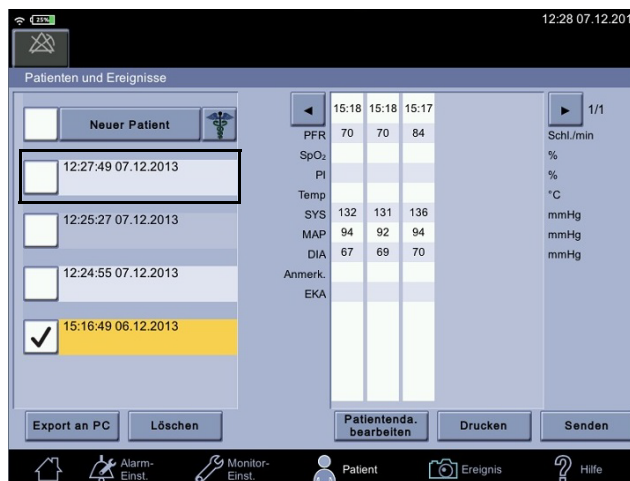 25%
12:28 07.12.201
Patienten und Ereignisse
Neuer Patient
12:27:49 07.12.2013
12:25:27 07.12.2013
12:24:55 07.12.2013
15:16:49 06.12.2013
Export an PC
Löschen
◄ 15:18 15:18 15:17 ► 1/1
PFR 70 70 84 Schl./min
SpO₂ %
PI %
Temp °C
SYS 132 131 136 mmHg
MAP 94 92 94 mmHg
DIA 67 69 70 mmHg
Anmerk.
EKA
Patientenda.
bearbeiten
Drucken
Senden
Alarm-
Einst.
Monitor-
Einst.
Patient
Ereignis
Hilfe